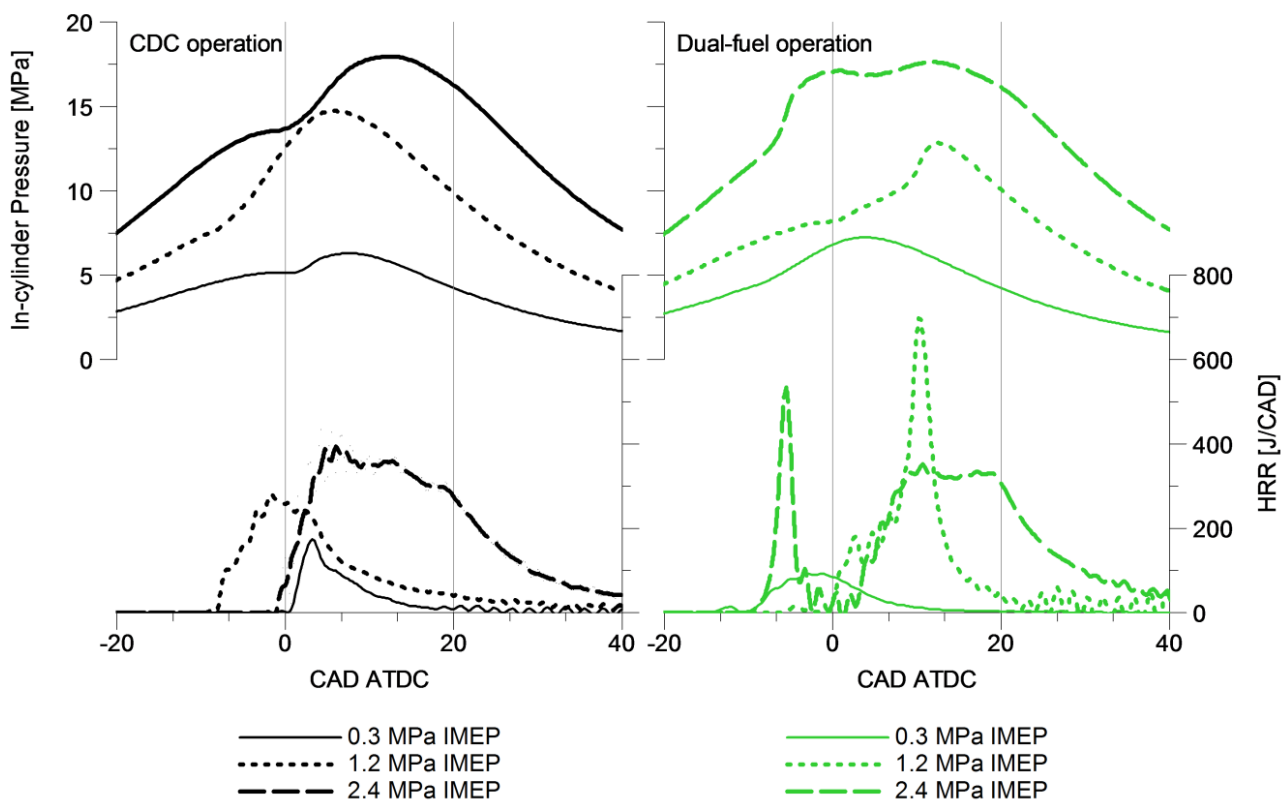 CDC operation
Dual-fuel operation
In-cylinder Pressure [MPa]
20
15
10
5
0
800
600
400
200
0
HRR [J/CAD]
-20 0 20 40
-20 0 20 40
CAD ATDC
CAD ATDC
0.3 MPa IMEP
1.2 MPa IMEP
2.4 MPa IMEP
0.3 MPa IMEP
1.2 MPa IMEP
2.4 MPa IMEP